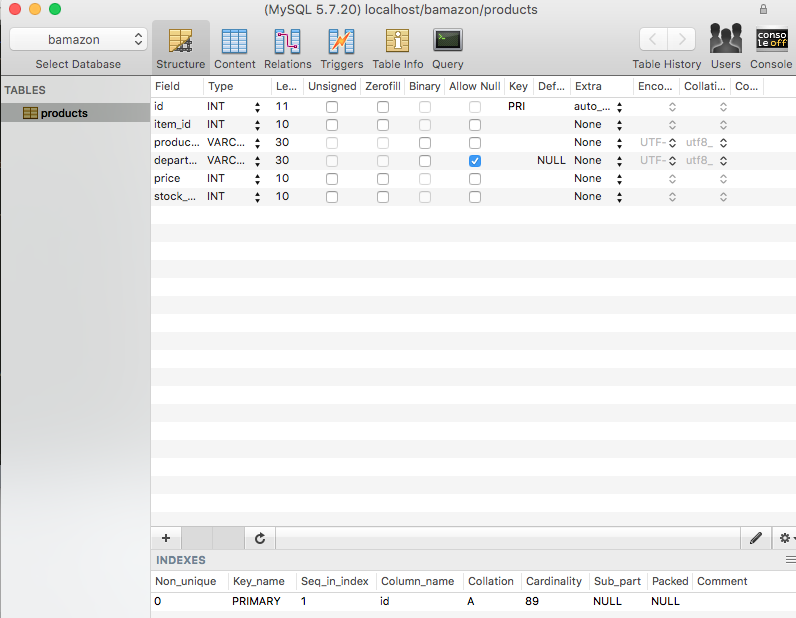 (MySQL 5.7.20) localhost/bamazon/products
bamazon
Select Database Structure Content Relations Triggers Table Info Query Table History Users Console
conso
le off
TABLES
products
Field Type Le... Unsigned Zerofill Binary Allow Null Key Def... Extra Enco... Collati... Co...
id INT 11 PRI auto_...
item_id INT 10 None
produc... VARC... 30 None UTF- utf8_
depart... VARC... 30 NULL None UTF- utf8_
price INT 10 None
stock_... INT 10 None
INDEXES
Non_unique Key_name Seq_in_index Column_name Collation Cardinality Sub_part Packed Comment
0 PRIMARY 1 id A 89 NULL NULL